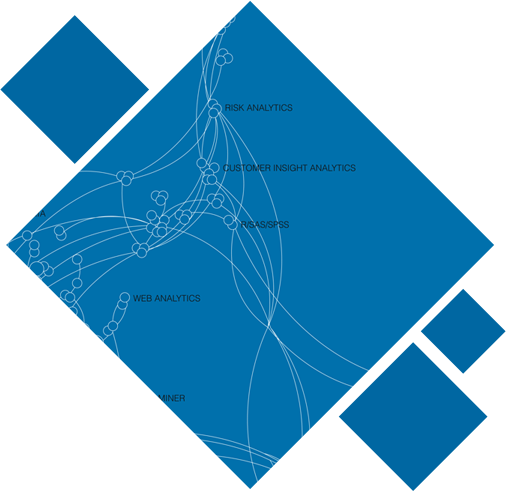 RISK ANALYTICS
CUSTOMER INSIGHT ANALYTICS
A
R/SAS/SPSS
WEB ANALYTICS
MINER